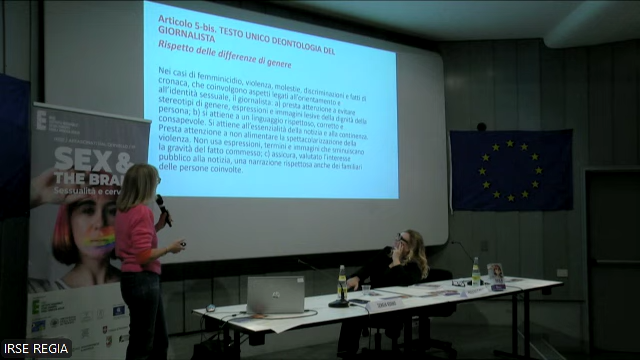 Articolo 5-bis. TESTO UNICO DEONTOLOGIA DEL
GIORNALISTA
Rispetto delle differenze di genere
Nei casi di femminicidio, violenza, molestie, discriminazioni e fatti di
cronaca, che coinvolgono aspetti legati all'orientamento e
all'identità sessuale, il giornalista: a) presta attenzione a evitare
stereotipi di genere, espressioni e immagini lesive della dignità della
persona; b) si attiene a un linguaggio rispettoso, corretto e
consapevole. Si attiene all'essenzialità della notizia e alla continenza.
Presta attenzione a non alimentare la spettacolarizzazione della
violenza. Non usa espressioni, termini e immagini che sminuiscano
la gravità del fatto commesso; c) assicura, valutato l'interesse
pubblico alla notizia, una narrazione rispettosa anche dei familiari
delle persone coinvolte.
SEX &
THE BRAI
Sessualità e cerv
IRSE REGIA